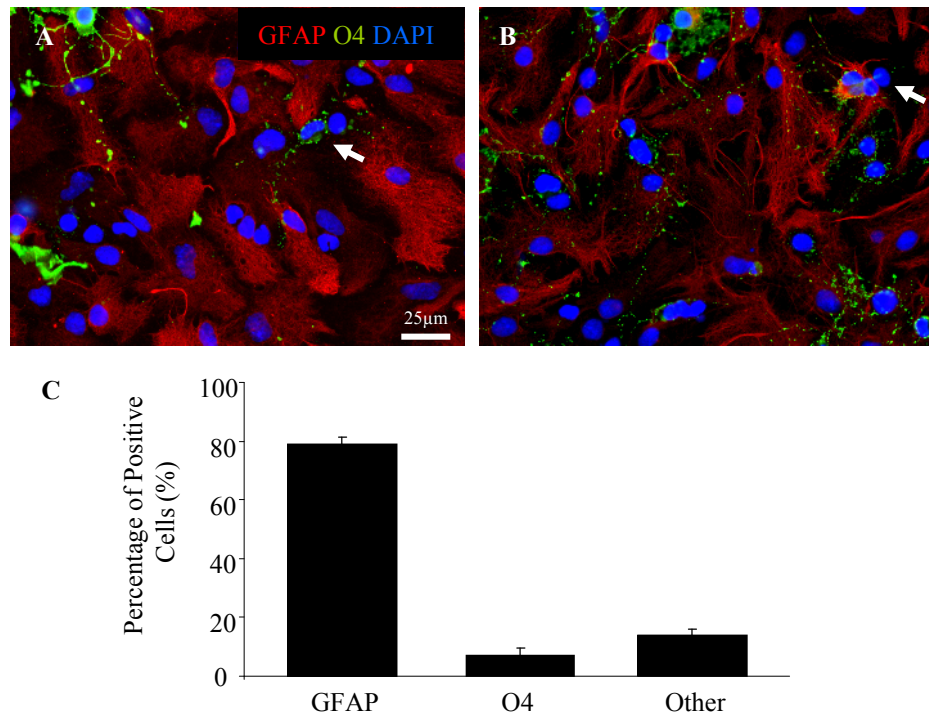 A
GFAP O4 DAPI
25µm
B
C
Percentage of Positive
Cells (%)
100
80
60
40
20
0
GFAP
O4
Other